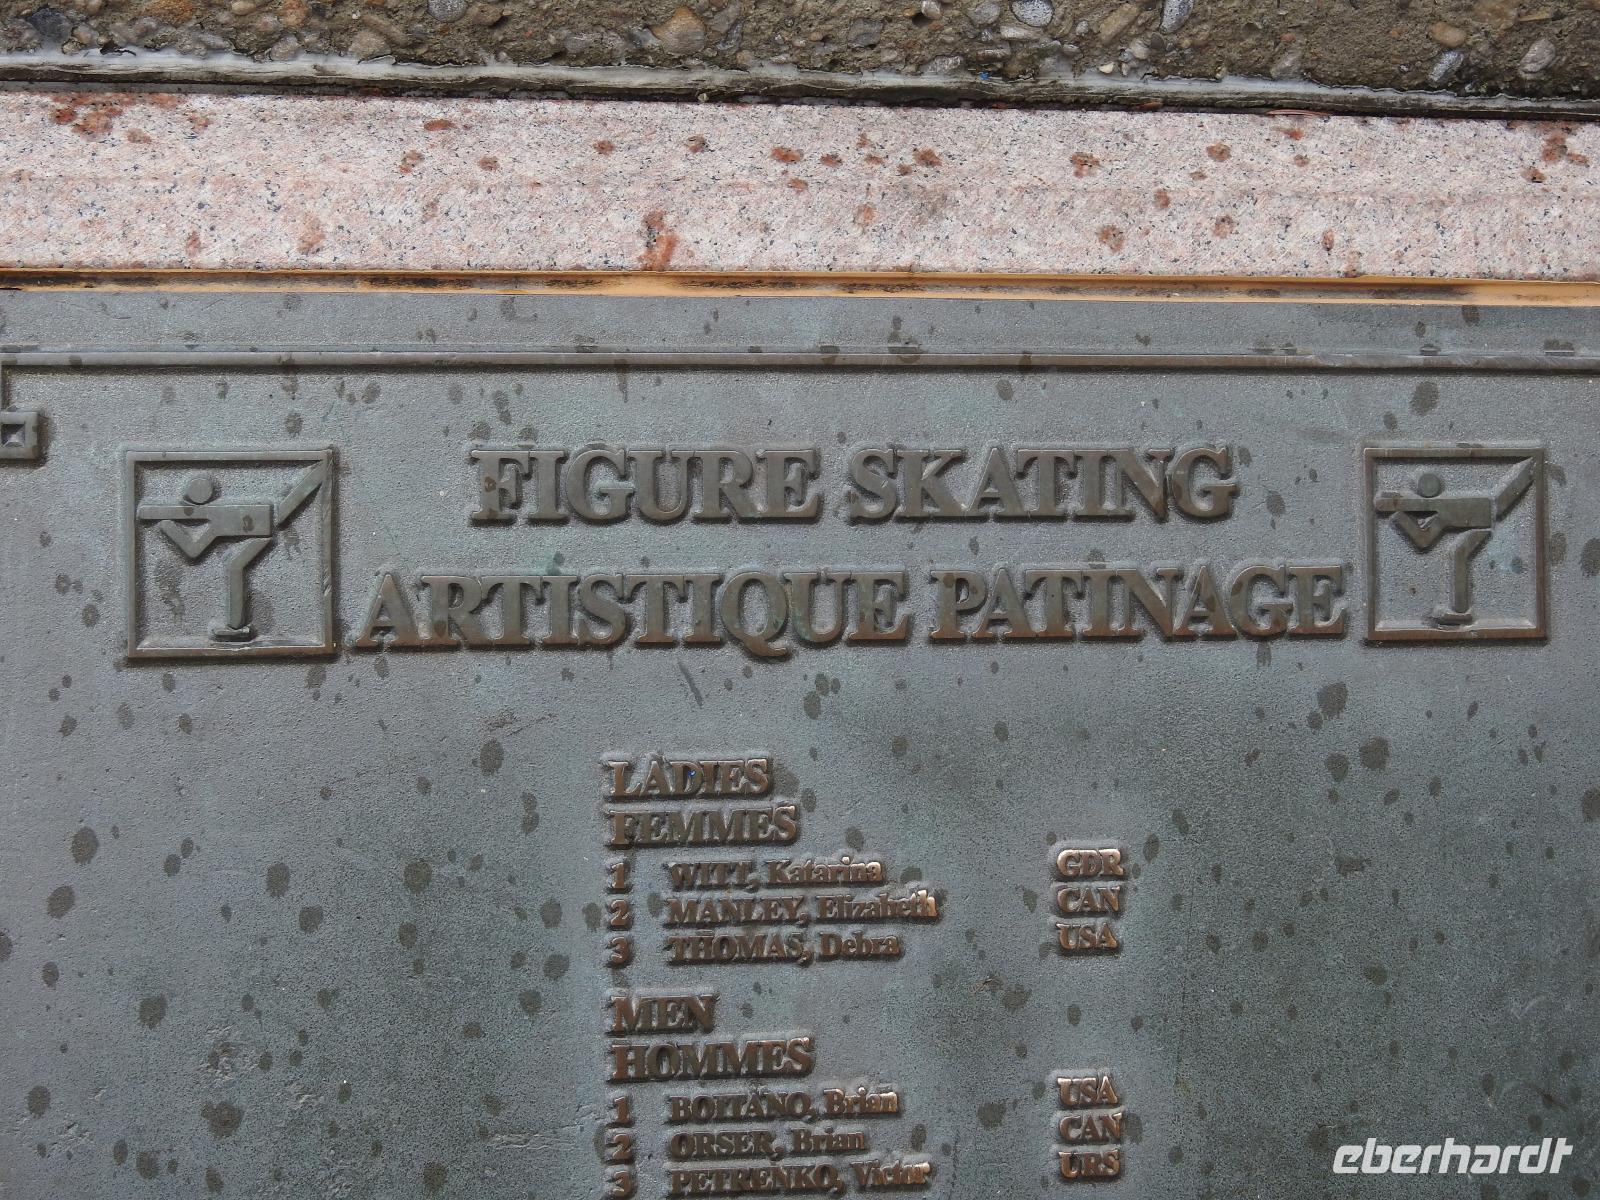 FIGURE SKATING
ARTISTIQUE PATINAGE
LADIES
FEMMES
1 WITT, Katarina GDR
2 MANLEY, Elizabeth CAN
3 THOMAS, Debra USA
MEN
HOMMES
1 BOITANO, Brian USA
2 ORSER, Brian CAN
3 PETRENKO, Victor URS
eberhardt